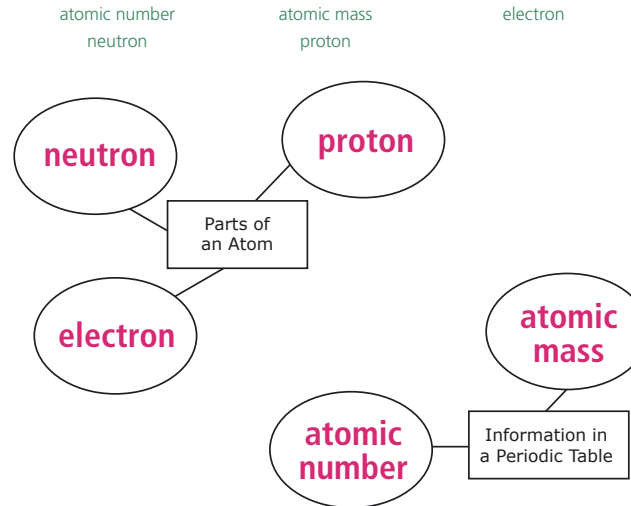 atomic number atomic mass electron
neutron proton
neutron
proton
Parts of
an Atom
electron
atomic
mass
atomic
number
Information in
a Periodic Table